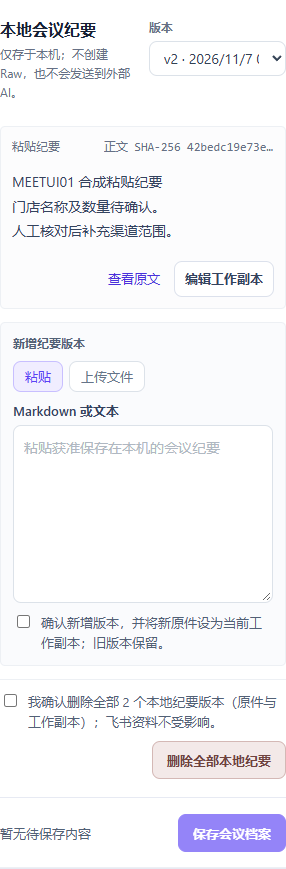 本地会议纪要
仅存于本机；不创建
Raw，也不会发送到外部
AI。
版本
v2 · 2026/11/7
粘贴纪要
正文 SHA-256 42bedc19e73e…
MEETUI01 合成粘贴纪要
门店名称及数量待确认。
人工核对后补充渠道范围。
查看原文
编辑工作副本
新增纪要版本
粘贴
上传文件
Markdown 或文本
粘贴获准保存在本机的会议纪要
确认新增版本，并将新原件设为当前工
作副本；旧版本保留。
我确认删除全部 2 个本地纪要版本（原件与
工作副本）；飞书资料不受影响。
删除全部本地纪要
暂无待保存内容
保存会议档案